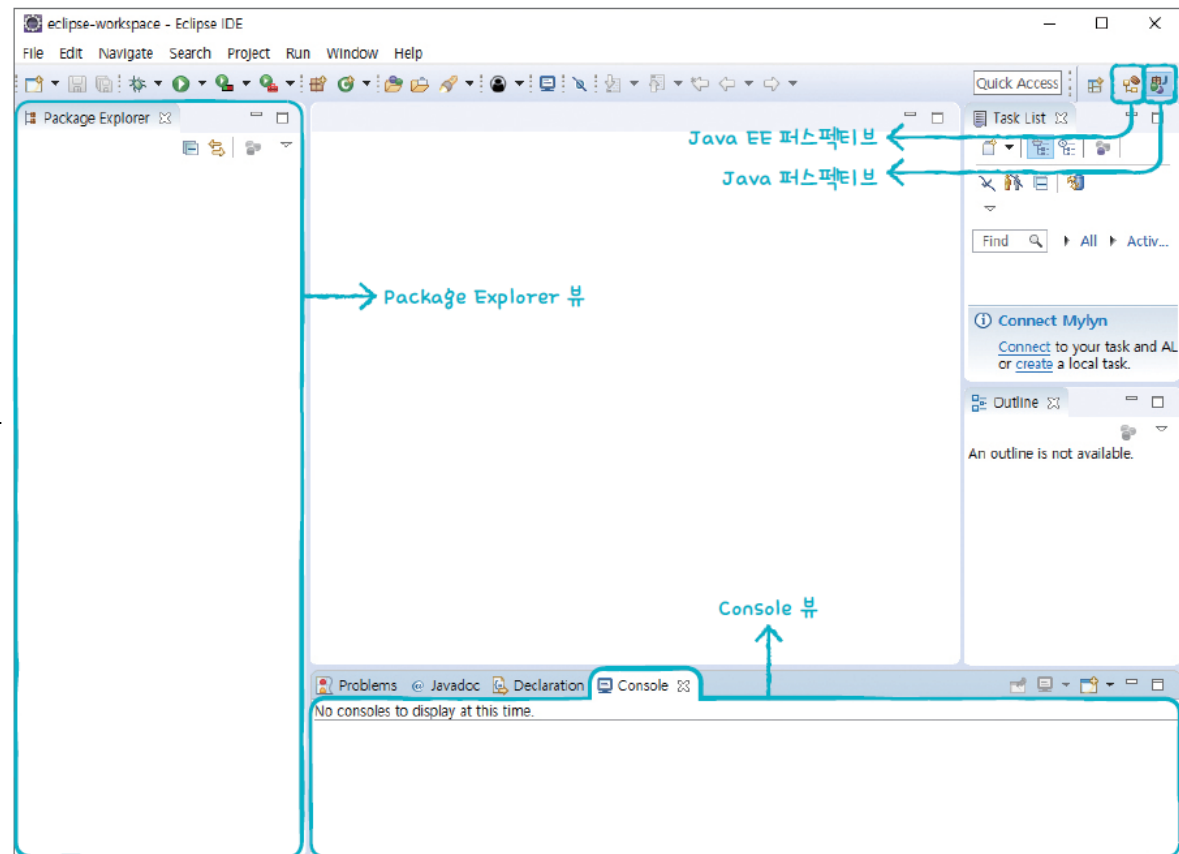 eclipse-workspace - Eclipse IDE
File Edit Navigate Search Project Run Window Help
Quick Access
Package Explorer
Task List
Java EE 퍼스펙티브
Java 퍼스펙티브
Find All Activ...
Package Explorer 뷰
Connect Mylyn
Connect to your task and AL
or create a local task.
Outline
An outline is not available.
Console 뷰
Problems @ Javadoc Declaration Console
No consoles to display at this time.